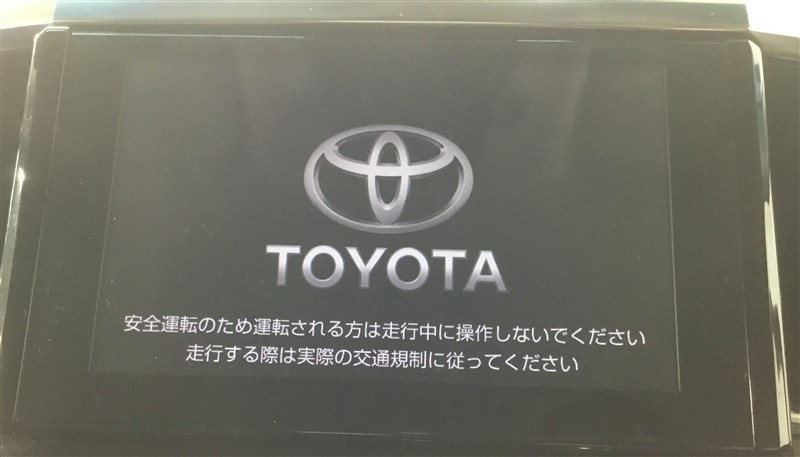 TOYOTA
安全運転のため運転される方は走行中に操作しないでください
走行する際は実際の交通規制に従ってください